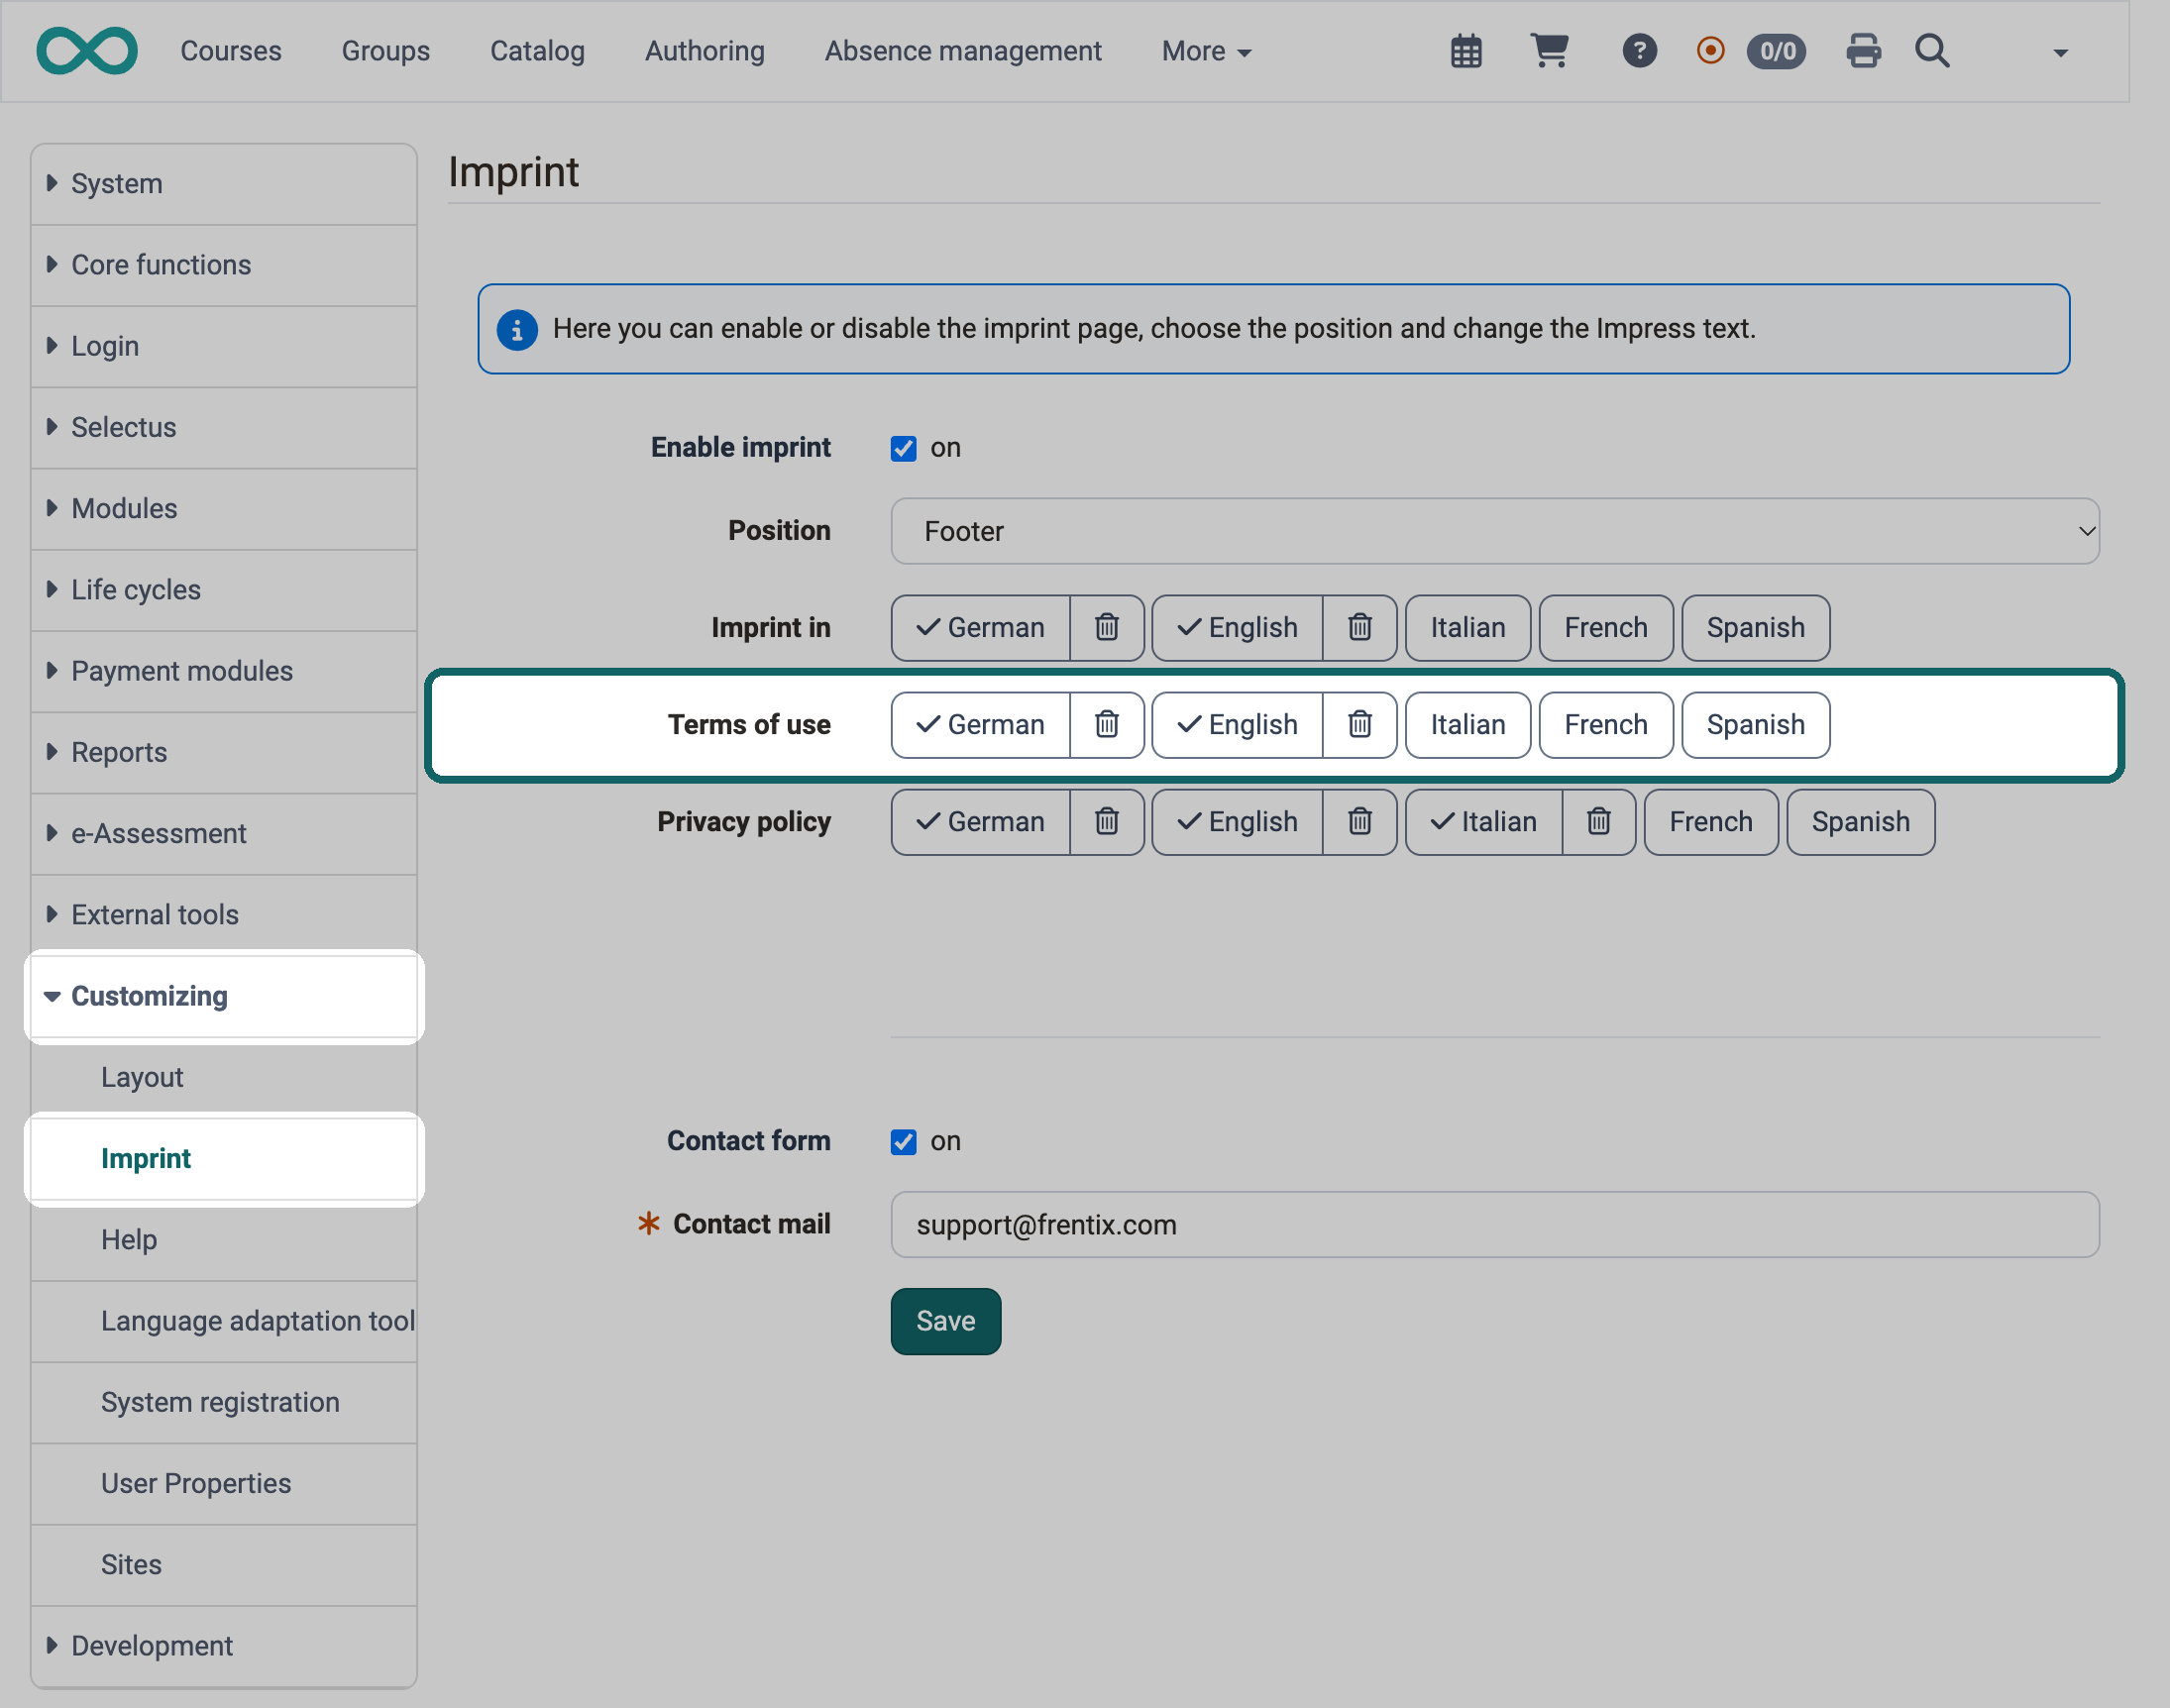 Courses Groups Catalog Authoring Absence management More 0/0
System
Core functions
Login
Selectus
Modules
Life cycles
Payment modules
Reports
e-Assessment
External tools
Customizing
Layout
Imprint
Help
Language adaptation tool
System registration
User Properties
Sites
Development
Imprint
Here you can enable or disable the imprint page, choose the position and change the Impress text.
Enable imprint on
Position Footer
Imprint in German English Italian French Spanish
Terms of use German English Italian French Spanish
Privacy policy German English Italian French Spanish
Contact form on
Contact mail support@frentix.com
Save